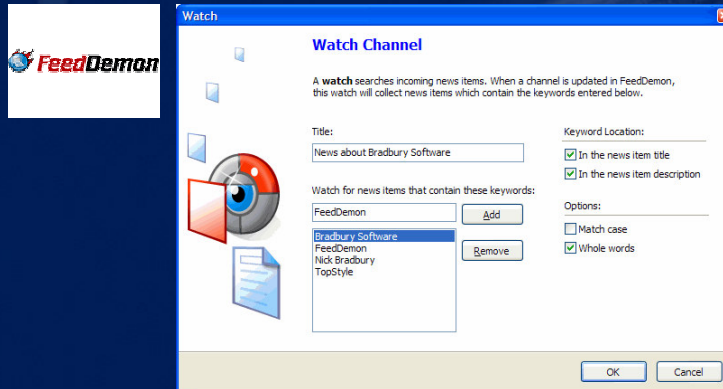 FeedDemon
Watch
Watch Channel
A watch searches incoming news items. When a channel is updated in FeedDemon,
this watch will collect news items which contain the keywords entered below.
Title:
News about Bradbury Software
Watch for news items that contain these keywords:
FeedDemon
Add
Bradbury Software
FeedDemon
Nick Bradbury
TopStyle
Remove
Keyword Location:
In the news item title
In the news item description
Options:
Match case
Whole words
OK
Cancel